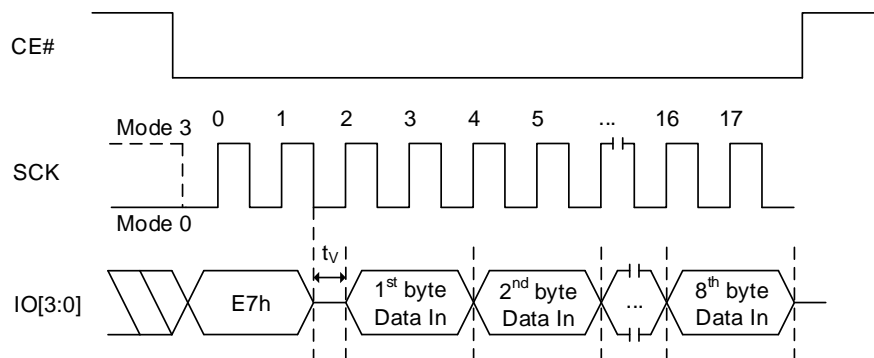 CE#
Mode 3
0 1 2 3 4 5 ... 16 17
SCK
Mode 0
tV
IO[3:0]
E7h
1st byte
Data In
2nd byte
Data In
...
8th byte
Data In